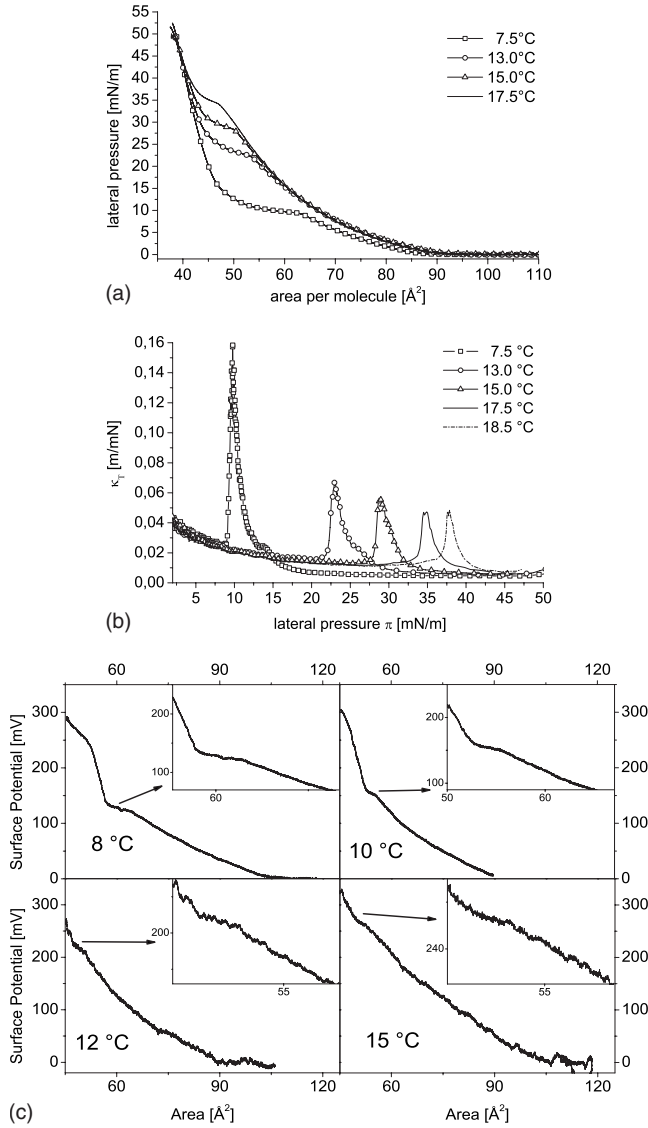 55
50
45
40
35
30
25
20
15
10
5
0
lateral pressure [mN/m]
7.5°C
13.0°C
15.0°C
17.5°C
40 50 60 70 80 90 100 110
area per molecule [Å²]
(a)
0,16
0,14
0,12
0,10
0,08
0,06
0,04
0,02
0,00
κT [m/mN]
7.5 °C
13.0 °C
15.0 °C
17.5 °C
18.5 °C
5 10 15 20 25 30 35 40 45 50
lateral pressure π [mN/m]
(b)
60 90 120 60 90 120
300
200
100
0
Surface Potential [mV]
200
100
60
8 °C
200
100
50 60
10 °C
300
200
100
0
Surface Potential [mV]
300
200
100
0
Surface Potential [mV]
200
55
12 °C
240
55
15 °C
300
200
100
0
Surface Potential [mV]
60 90 120 60 90 120
Area [Å²] Area [Å²]
(c)